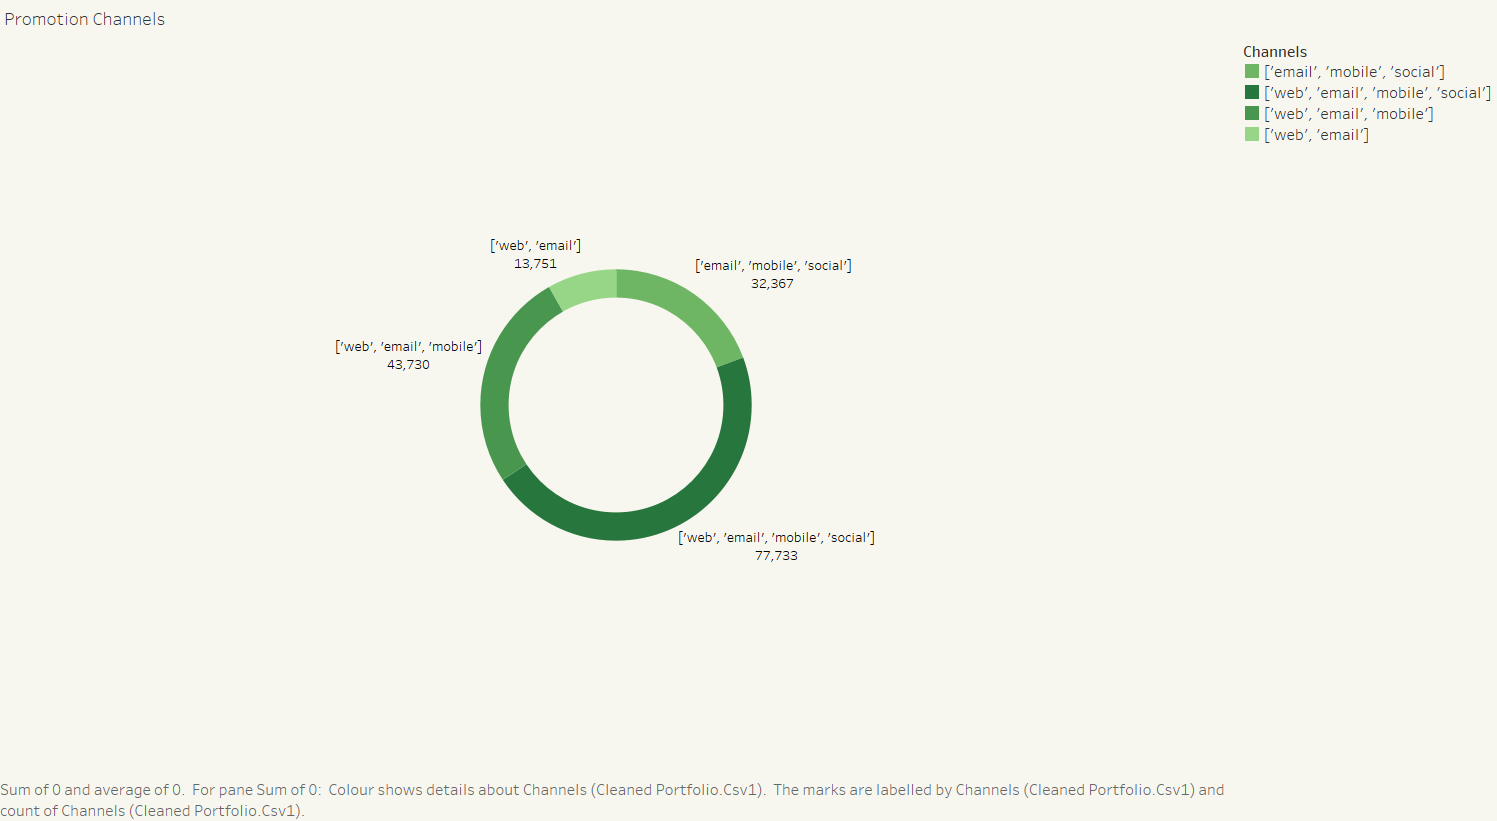 Promotion Channels
Channels
['email', 'mobile', 'social']
['web', 'email', 'mobile', 'social']
['web', 'email', 'mobile']
['web', 'email']
['web', 'email']
13,751
['email', 'mobile', 'social']
32,367
['web', 'email', 'mobile']
43,730
['web', 'email', 'mobile', 'social']
77,733
Sum of 0 and average of 0.  For pane Sum of 0:  Colour shows details about Channels (Cleaned Portfolio.Csv1).  The marks are labelled by Channels (Cleaned Portfolio.Csv1) and
count of Channels (Cleaned Portfolio.Csv1).